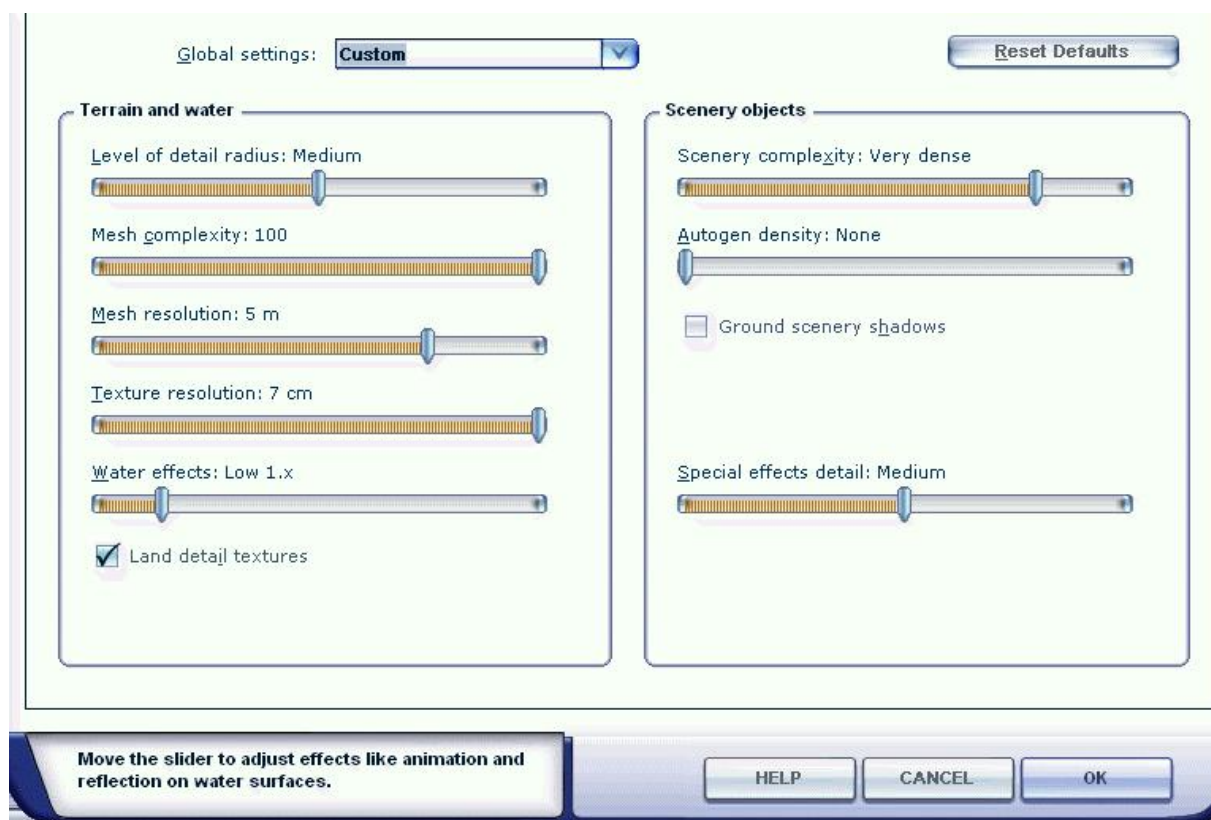 Global settings: Custom
Reset Defaults
Terrain and water
Level of detail radius: Medium
Mesh complexity: 100
Mesh resolution: 5 m
Texture resolution: 7 cm
Water effects: Low 1.x
Land detail textures
Scenery objects
Scenery complexity: Very dense
Autogen density: None
Ground scenery shadows
Special effects detail: Medium
Move the slider to adjust effects like animation and
reflection on water surfaces.
HELP
CANCEL
OK